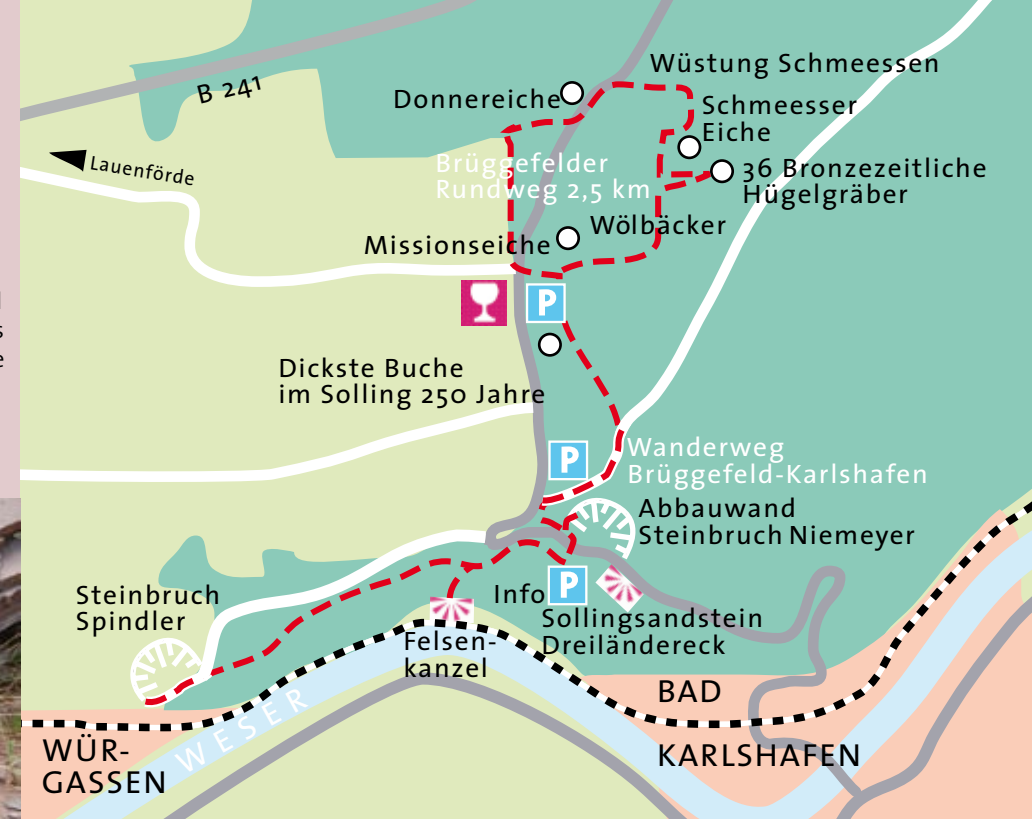 Wüstung Schmeessen
B 241
Donnereiche
Schmeesser
Eiche
Lauenförde
Brüggefelder
Rundweg 2,5 km
36 Bronzezeitliche
Hügelgräber
Wölbäcker
Missionseiche
P
Dickste Buche
im Solling 250 Jahre
P
Wanderweg
Brüggefeld-Karlshafen
Abbauwand
Steinbruch Niemeyer
Steinbruch
Spindler
Info
P
Sollingsandstein
Dreiländereck
Felsen-
kanzel
WESER
BAD
KARLSHAFEN
WÜR-
GASSEN